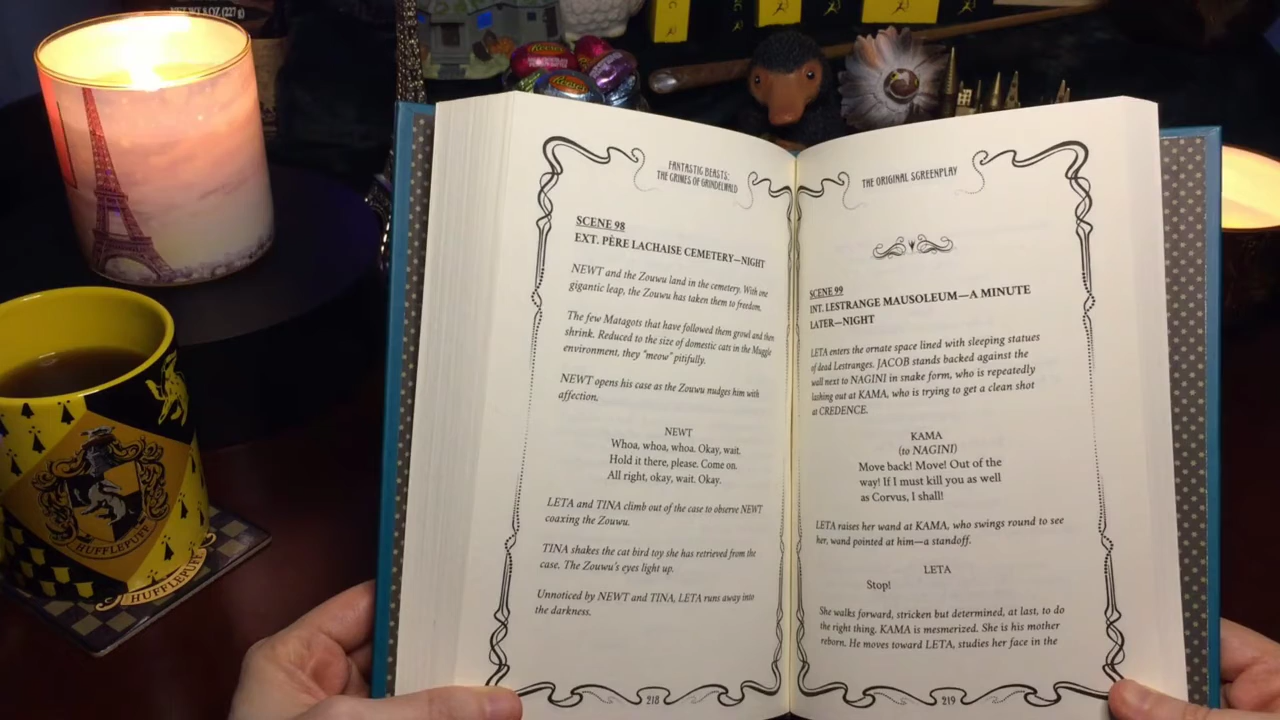 NET WT 8 OZ (227 g)
Reese's
Reese's
HUFFLEPUFF
HUFFLEPUFF
FANTASTIC BEASTS:
THE CRIMES OF GRINDELWALD
SCENE 98
EXT. PÈRE LACHAISE CEMETERY—NIGHT
NEWT and the Zouwu land in the cemetery. With one
gigantic leap, the Zouwu has taken them to freedom.
The few Matagots that have followed them growl and then
shrink. Reduced to the size of domestic cats in the Muggle
environment, they "meow" pitifully.
NEWT opens his case as the Zouwu nudges him with
affection.
NEWT
Whoa, whoa, whoa. Okay, wait.
Hold it there, please. Come on.
All right, okay, wait. Okay.
LETA and TINA climb out of the case to observe NEWT
coaxing the Zouwu.
TINA shakes the cat bird toy she has retrieved from the
case. The Zouwu's eyes light up.
Unnoticed by NEWT and TINA, LETA runs away into
the darkness.
218
THE ORIGINAL SCREENPLAY
SCENE 99
INT. LESTRANGE MAUSOLEUM—A MINUTE
LATER—NIGHT
LETA enters the ornate space lined with sleeping statues
of dead Lestranges. JACOB stands backed against the
wall next to NAGINI in snake form, who is repeatedly
lashing out at KAMA, who is trying to get a clean shot
at CREDENCE.
KAMA
(to NAGINI)
Move back! Move! Out of the
way! If I must kill you as well
as Corvus, I shall!
LETA raises her wand at KAMA, who swings round to see
her, wand pointed at him—a standoff.
LETA
Stop!
She walks forward, stricken but determined, at last, to do
the right thing. KAMA is mesmerized. She is his mother
reborn. He moves toward LETA, studies her face in the
219